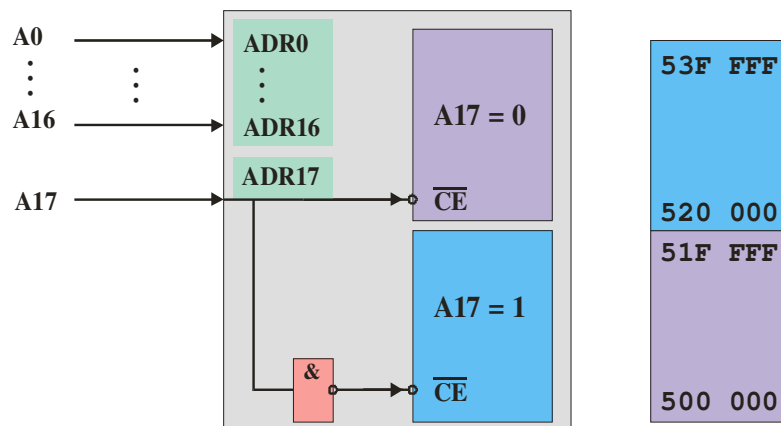 A0
A16
A17
ADR0
ADR16
ADR17
A17 = 0
CE
A17 = 1
&
CE
53F FFF
520 000
51F FFF
500 000